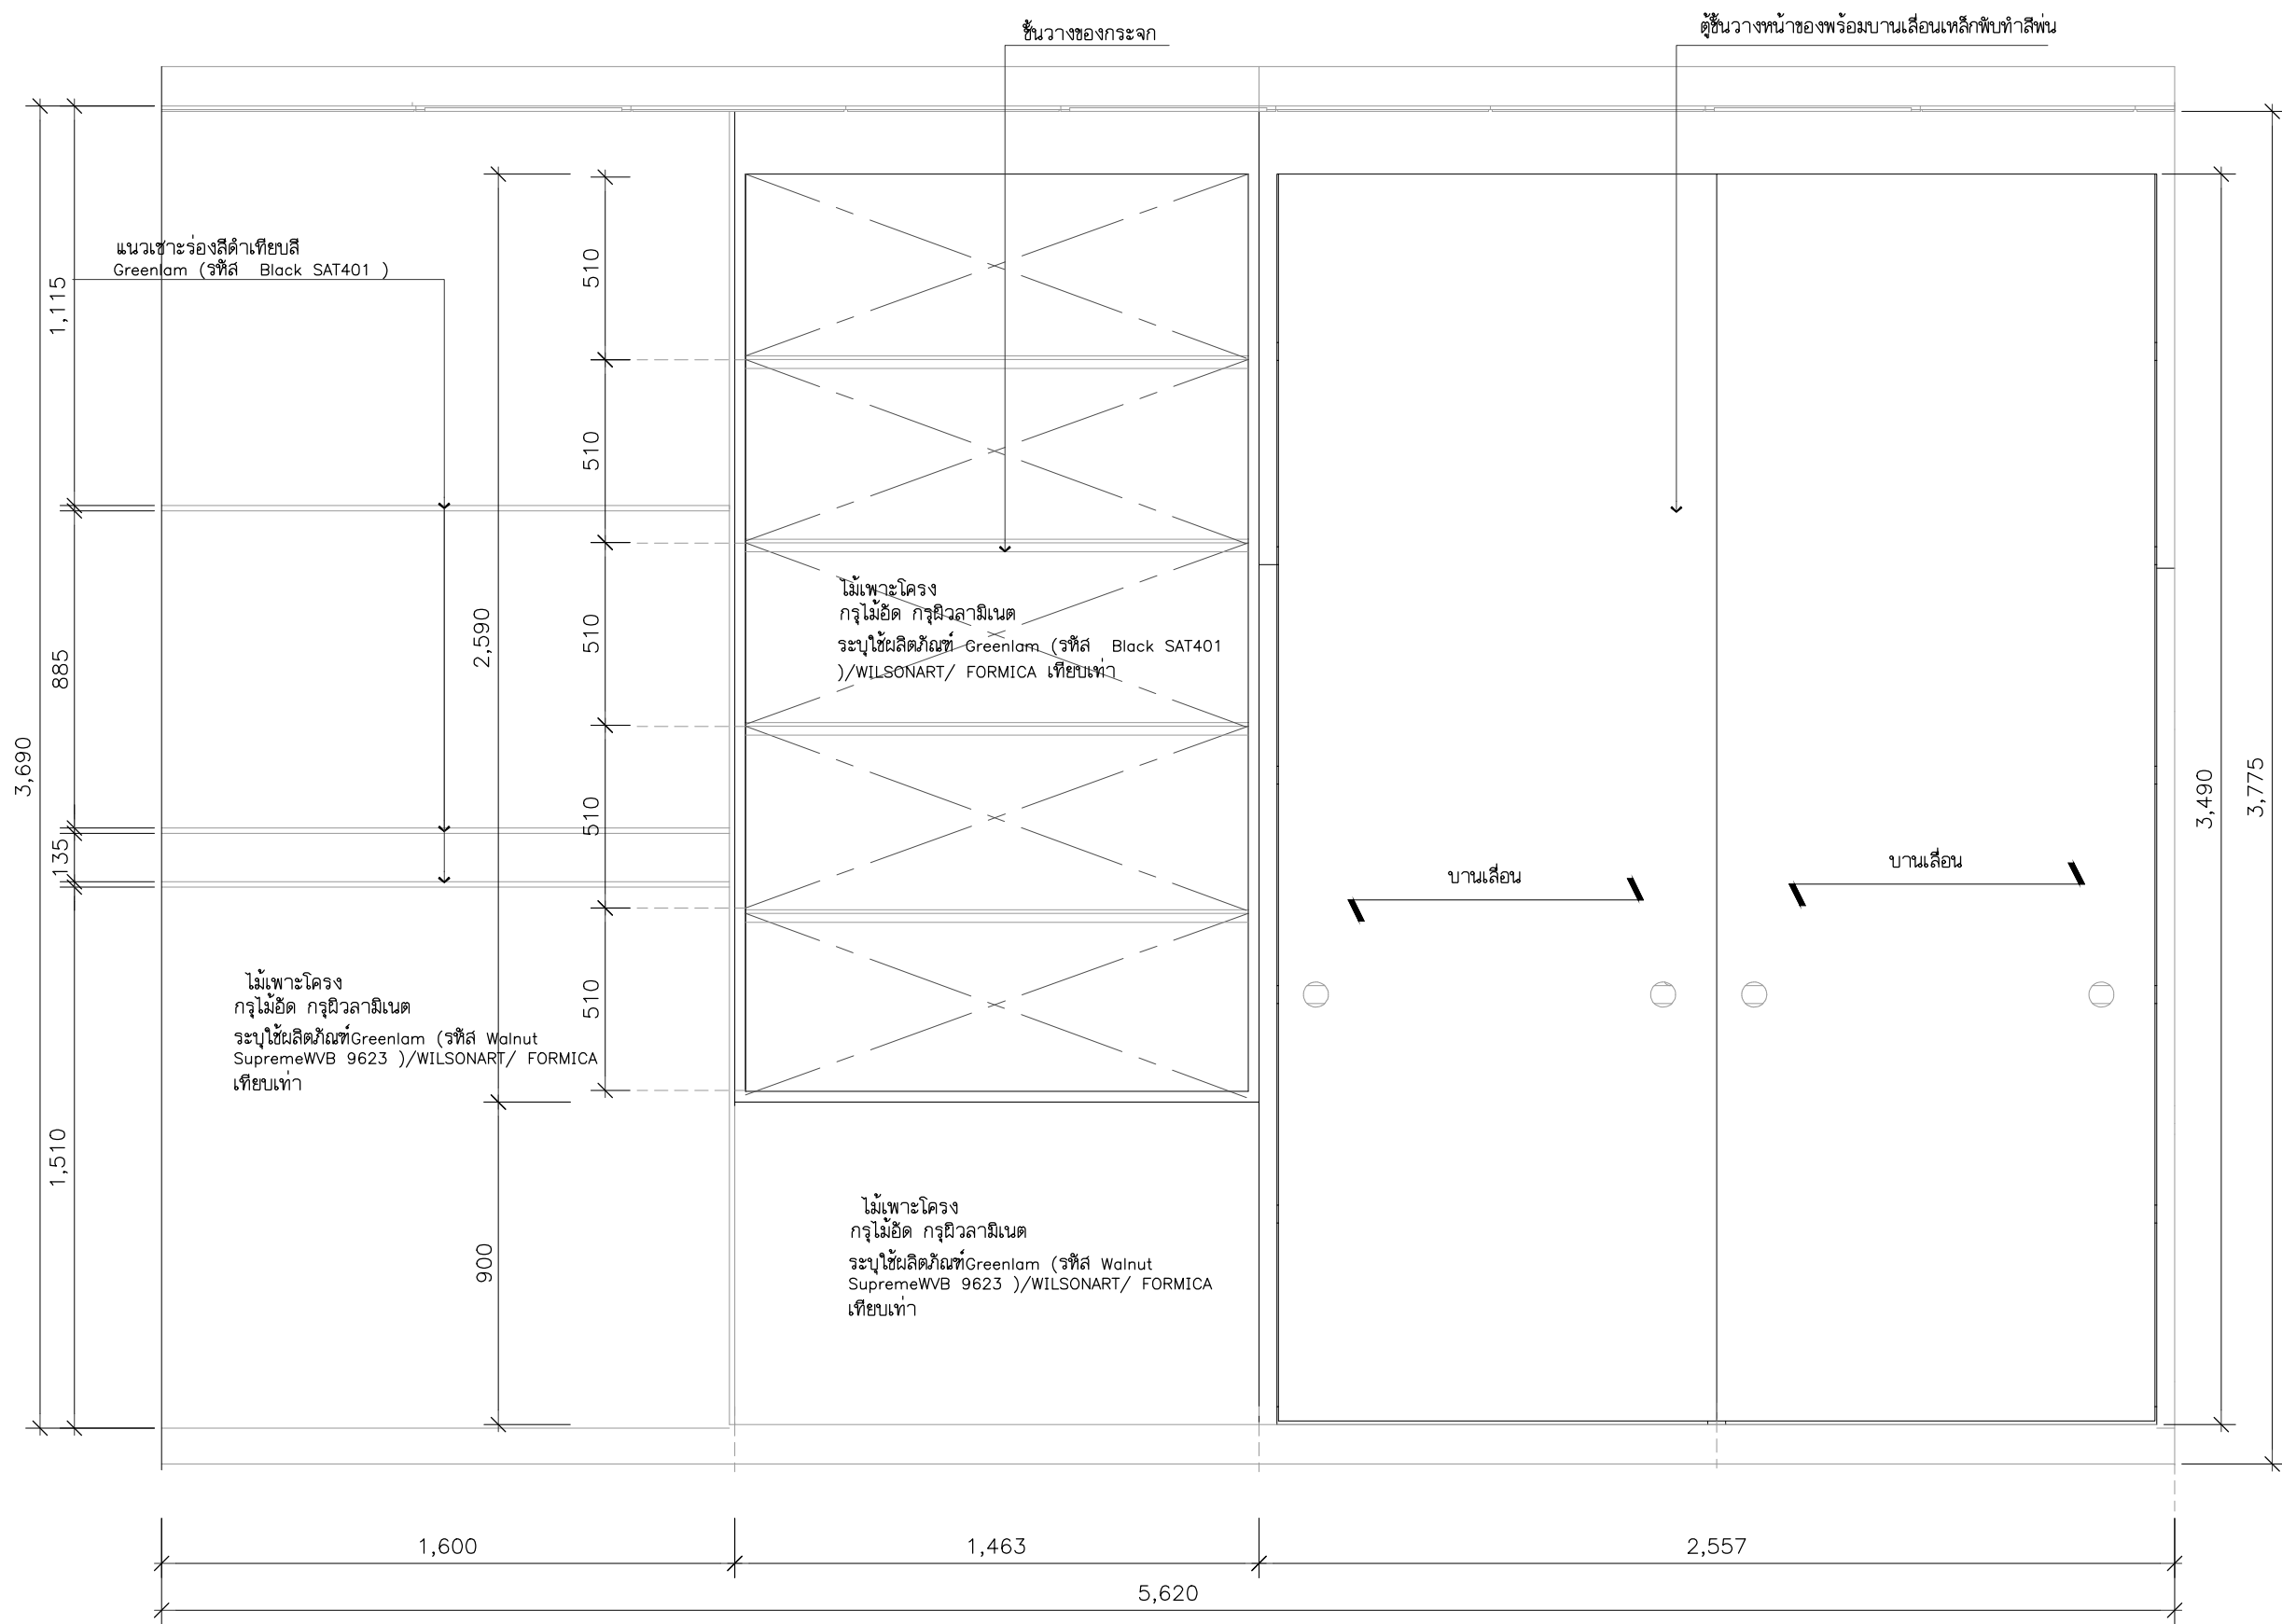 ชั้นวางของกระจก
ตู้ชั้นวางหน้าของพร้อมบานเลื่อนเหล็กพับทำสีพ่น
แนวเซาะร่องสีดำเทียบสี
Greenlam (รหัส Black SAT401 )
1,115
885
135
1,510
3,690
2,590
900
510
510
510
510
510
ไม้เพาะโครง
กรุไม้อัด กรุผิวลามิเนต
ระบุใช้ผลิตภัณฑ์ Greenlam (รหัส Black SAT401
)/WILSONART/ FORMICA เทียบเท่า
บานเลื่อน
บานเลื่อน
3,490
3,775
ไม้เพาะโครง
กรุไม้อัด กรุผิวลามิเนต
ระบุใช้ผลิตภัณฑ์Greenlam (รหัส Walnut
SupremeWVB 9623 )/WILSONART/ FORMICA
เทียบเท่า
ไม้เพาะโครง
กรุไม้อัด กรุผิวลามิเนต
ระบุใช้ผลิตภัณฑ์Greenlam (รหัส Walnut
SupremeWVB 9623 )/WILSONART/ FORMICA
เทียบเท่า
1,600
1,463
2,557
5,620